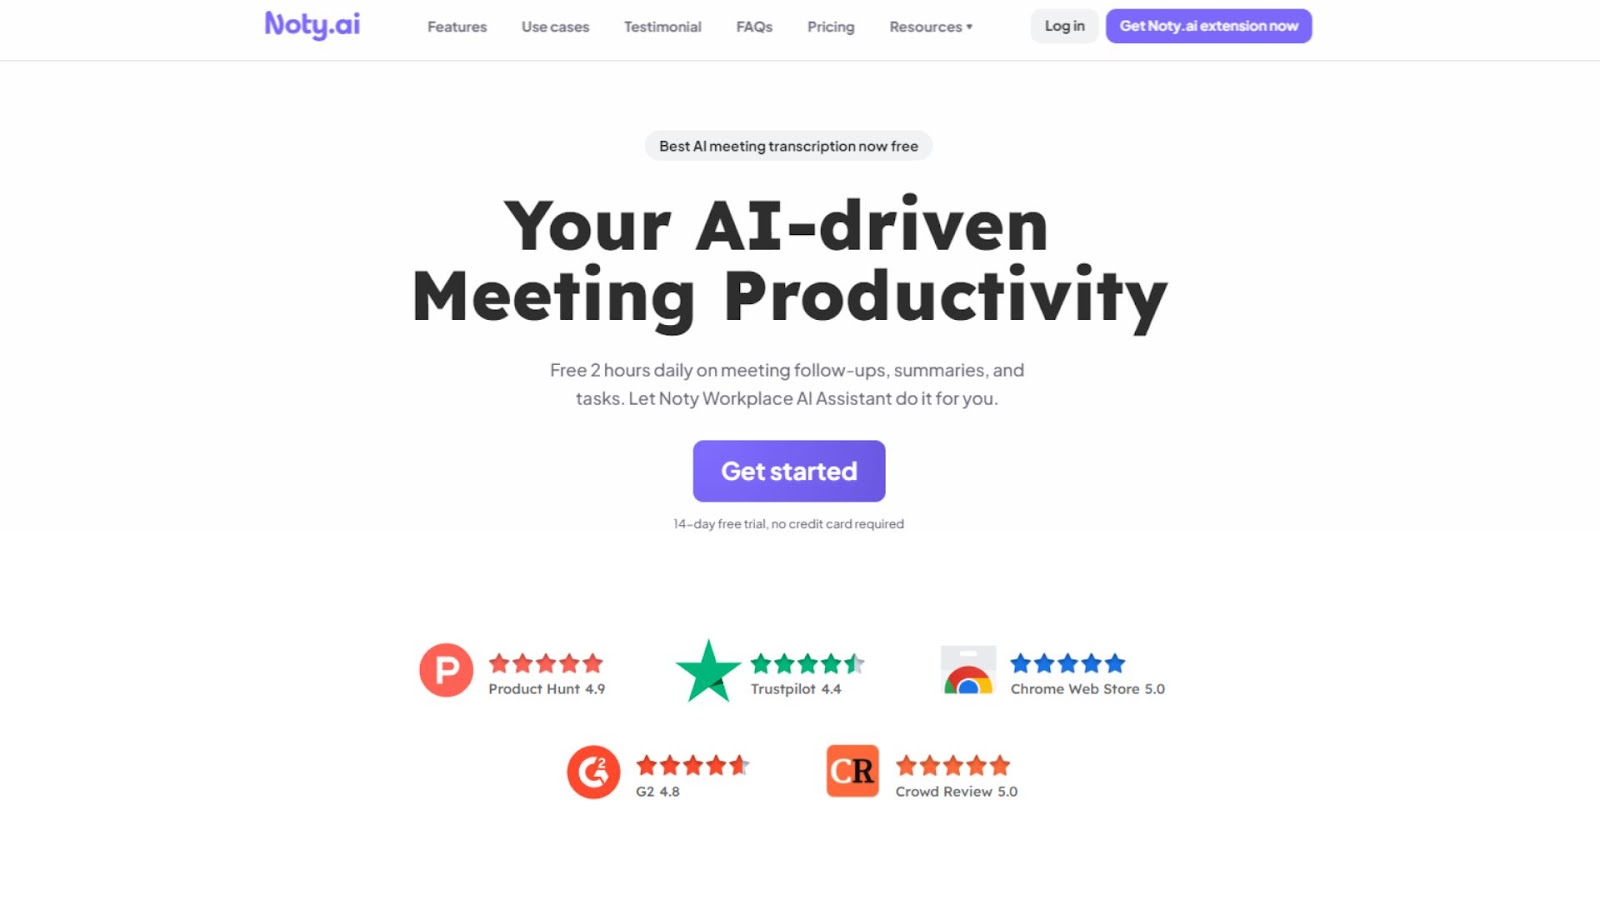 Noty.ai
Features
Use cases
Testimonial
FAQs
Pricing
Resources ▾
Log in
Get Noty.ai extension now
Best AI meeting transcription now free
Your AI-driven
Meeting Productivity
Free 2 hours daily on meeting follow-ups, summaries, and
tasks. Let Noty Workplace AI Assistant do it for you.
Get started
14-day free trial, no credit card required
P
Product Hunt 4.9
Trustpilot 4.4
Chrome Web Store 5.0
G2
G2 4.8
CR
Crowd Review 5.0